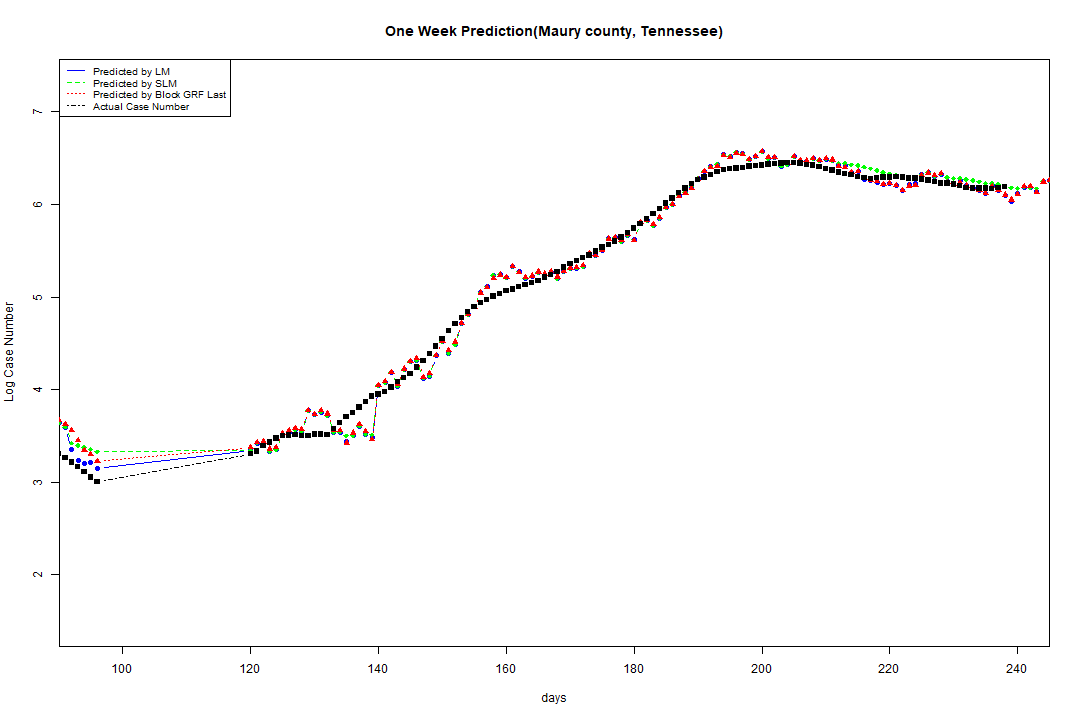 One Week Prediction(Maury county, Tennessee)
Predicted by LM
Predicted by SLM
Predicted by Block GRF Last
Actual Case Number
7
6
5
4
3
2
Log Case Number
100 120 140 160 180 200 220 240
days